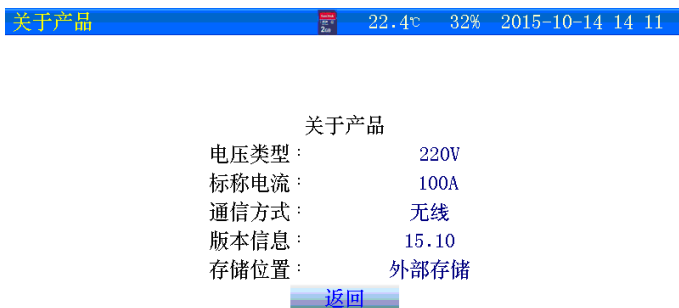 关于产品 22.4℃ 32% 2015-10-14 14 11
关于产品
电压类型： 220V
标称电流： 100A
通信方式： 无线
版本信息： 15.10
存储位置： 外部存储
返回